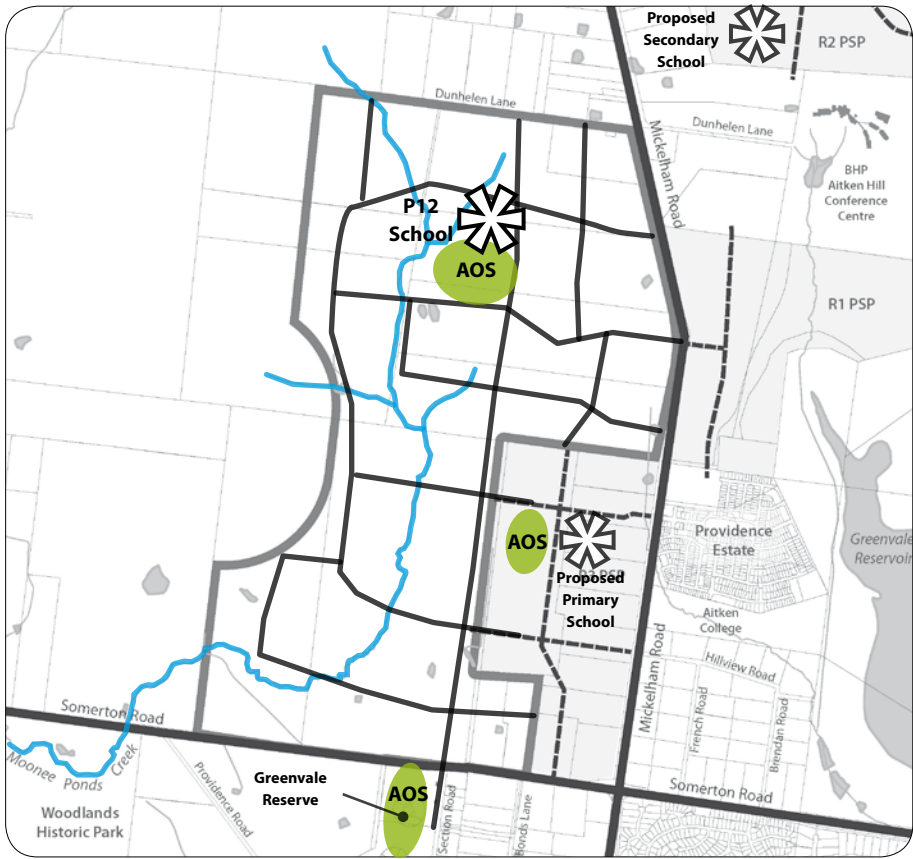 Proposed
Secondary
School
R2 PSP
Dunhelen Lane
Dunhelen Lane
Mickelham Road
BHP
Aitken Hill
Conference
Centre
P12
School
AOS
R1 PSP
AOS
Providence
Estate
Greenvale
Reservoir
Proposed
Primary
School
Aitken
College
Hillview Road
Mickelham Road
French Road
Brendan Road
Somerton Road
Moonee Ponds Creek
Providence Road
Greenvale
Reserve
AOS
Section Road
Bonds Lane
Somerton Road
Woodlands
Historic Park